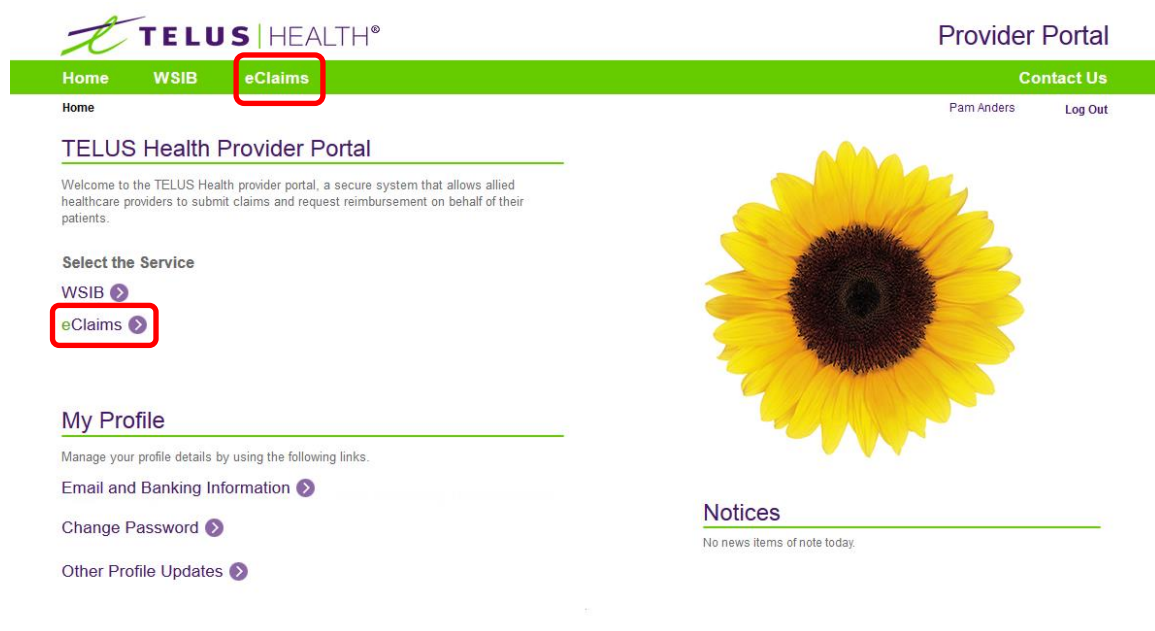 TELUS HEALTH®
Provider Portal
Home WSIB eClaims Contact Us
Home
Pam Anders Log Out
TELUS Health Provider Portal
Welcome to the TELUS Health provider portal, a secure system that allows allied
healthcare providers to submit claims and request reimbursement on behalf of their
patients.
Select the Service
WSIB
eClaims
My Profile
Manage your profile details by using the following links.
Email and Banking Information
Change Password
Other Profile Updates
Notices
No news items of note today.